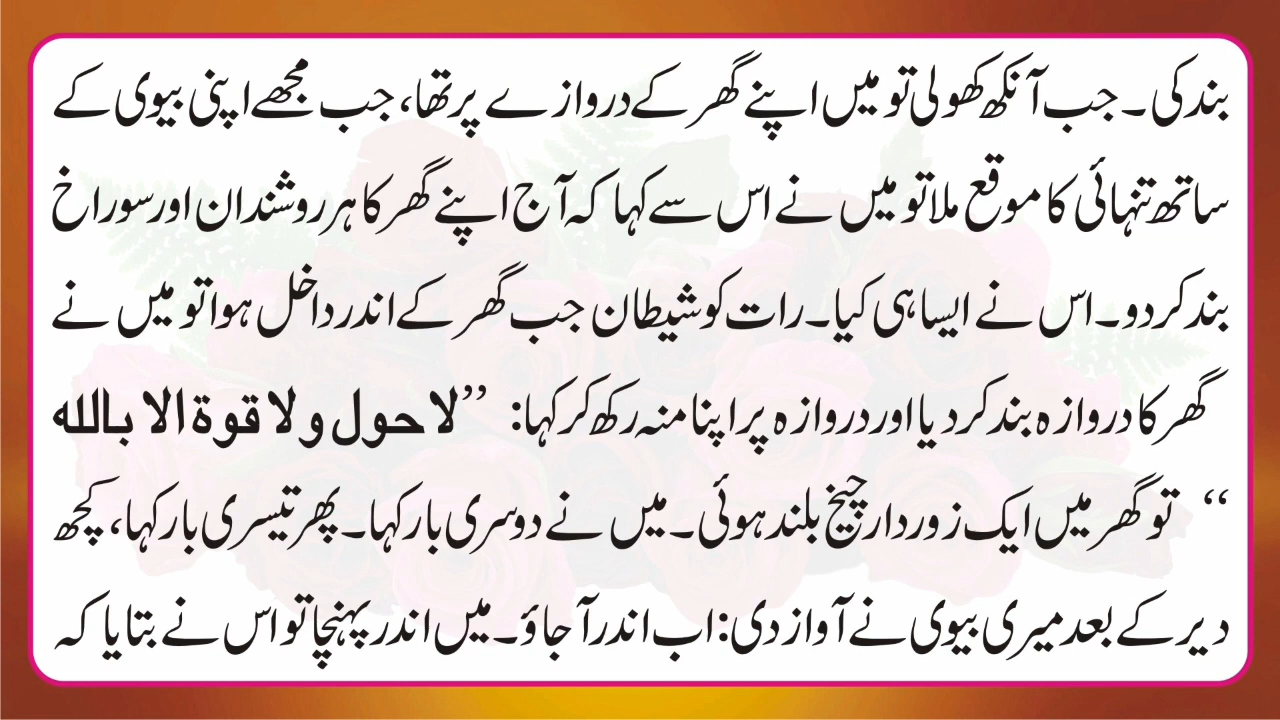 بند کی۔ جب آنکھ کھولی تو میں اپنے گھر کے دروازے پر تھا، جب مجھے اپنی بیوی کے
ساتھ تنہائی کا موقع ملا تو میں نے اس سے کہا کہ آج اپنے گھر کا ہر روشندان اور سوراخ
بند کر دو۔ اس نے ایسا ہی کیا۔ رات کو شیطان جب گھر کے اندر داخل ہوا تو میں نے
گھر کا دروازہ بند کر دیا اور دروازہ پر اپنا منہ رکھ کر کہا: ’’لا حول ولا قوة الا بالله
‘‘ تو گھر میں ایک زور دار چیخ بلند ہوئی۔ میں نے دوسری بار کہا۔ پھر تیسری بار کہا، کچھ
دیر کے بعد میری بیوی نے آواز دی: اب اندر آ جاؤ۔ میں اندر پہنچا تو اس نے بتایا کہ